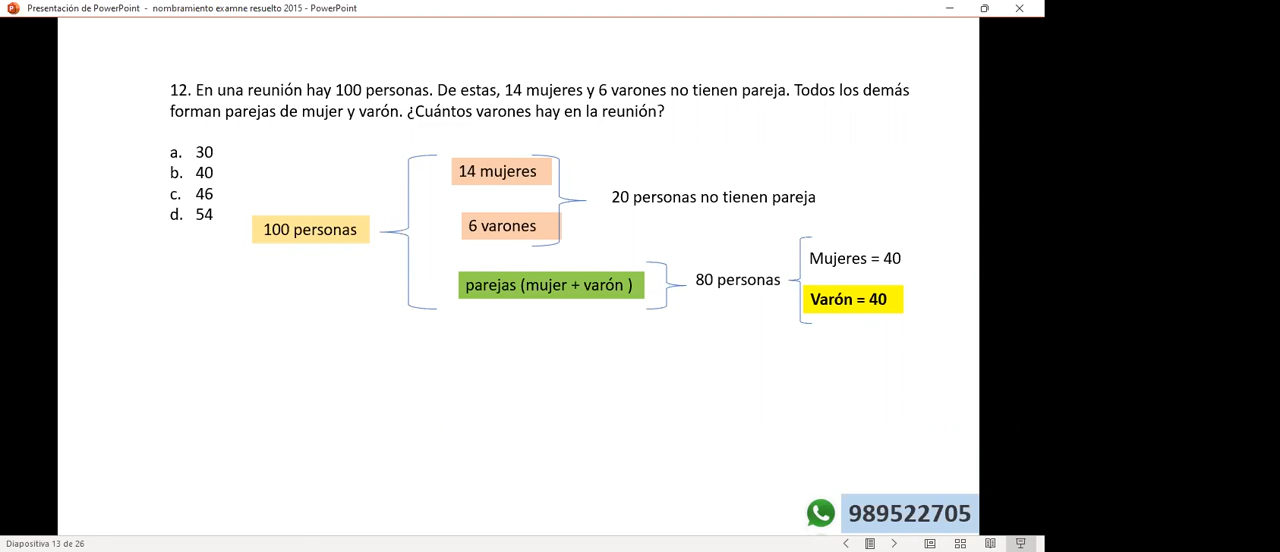 Presentación de PowerPoint - nombramiento examne resuelto 2015 - PowerPoint
12. En una reunión hay 100 personas. De estas, 14 mujeres y 6 varones no tienen pareja. Todos los demás
forman parejas de mujer y varón. ¿Cuántos varones hay en la reunión?
a. 30
b. 40
c. 46
d. 54
100 personas
14 mujeres
6 varones
20 personas no tienen pareja
parejas (mujer + varón )
80 personas
Mujeres = 40
Varón = 40
989522705
Diapositiva 13 de 26